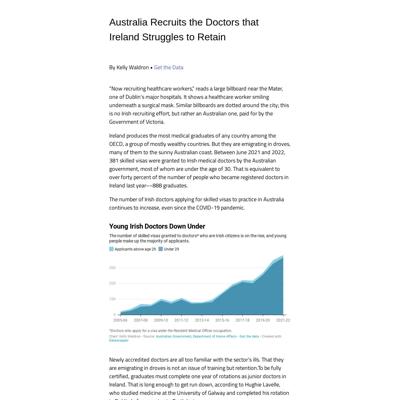 Australia Recruits the Doctors that
Ireland Struggles to Retain
By Kelly Waldron • Get the Data
“Now recruiting healthcare workers,” reads a large billboard near the Mater,
one of Dublin’s major hospitals. It shows a healthcare worker smiling
underneath a surgical mask. Similar billboards are dotted around the city; this
is no Irish recruiting effort, but rather an Australian one, paid for by the
Government of Victoria.
Ireland produces the most medical graduates of any country among the
OECD, a group of mostly wealthy countries. But they are emigrating in droves,
many of them to the sunny Australian coast. Between June 2021 and 2022,
381 skilled visas were granted to Irish medical doctors by the Australian
government, most of whom are under the age of 30. That is equivalent to
over forty percent of the number of people who became registered doctors in
Ireland last year—888 graduates.
The number of Irish doctors applying for skilled visas to practice in Australia
continues to increase, even since the COVID-19 pandemic.
Young Irish Doctors Down Under
The number of skilled visas granted to doctors* who are Irish citizens is on the rise, and young
people make up the majority of applicants.
Applicants above age 29 Under 29
300
200
100
0
2005-06 2007-08 2009-10 2011-12 2013-14 2015-16 2017-18 2019-20 2021-22
*Doctors who apply for a visa under the Resident Medical Officer occupation.
Chart: Kelly Waldron • Source: Australian Government, Department of Home Affairs • Get the data • Created with
Datawrapper
Newly accredited doctors are all too familiar with the sector’s ills. That they
are emigrating in droves is not an issue of training but retention.To be fully
certified, graduates must complete one year of rotations as junior doctors in
Ireland. That is long enough to get run down, according to Hughie Lavelle,
who studied medicine at the University of Galway and completed his rotation